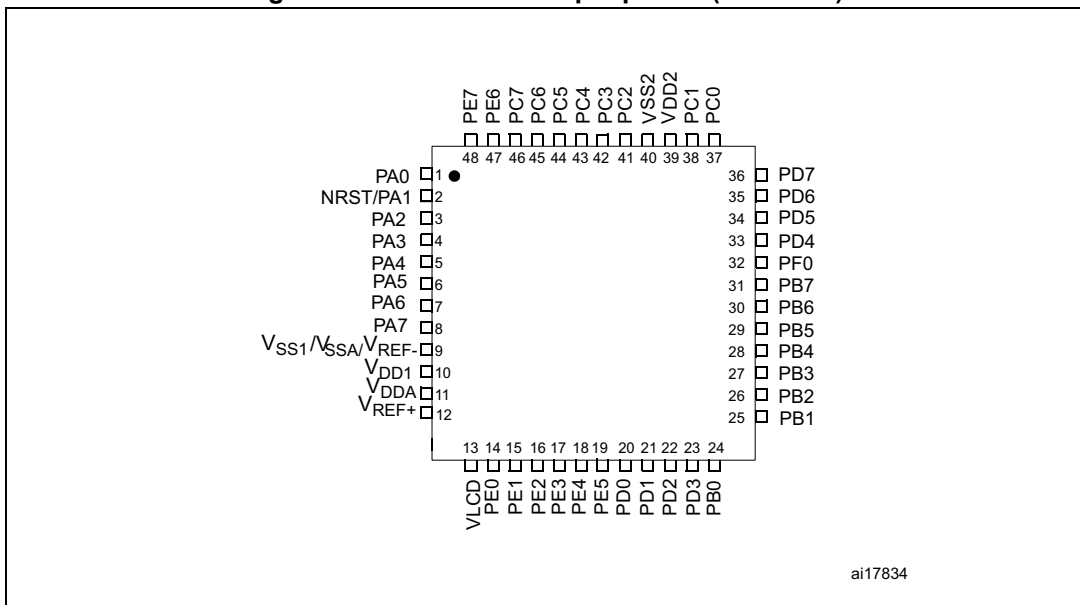 PE7
PE6
PC7
PC6
PC5
PC4
PC3
PC2
VSS2
VDD2
PC1
PC0
48 47 46 45 44 43 42 41 40 39 38 37
PA0 1
NRST/PA1 2
PA2 3
PA3 4
PA4 5
PA5 6
PA6 7
PA7 8
VSS1/VSSA/VREF- 9
VDD1 10
VDDA 11
VREF+ 12
36 PD7
35 PD6
34 PD5
33 PD4
32 PF0
31 PB7
30 PB6
29 PB5
28 PB4
27 PB3
26 PB2
25 PB1
13 14 15 16 17 18 19 20 21 22 23 24
VLCD
PE0
PE1
PE2
PE3
PE4
PE5
PD0
PD1
PD2
PD3
PB0
ai17834